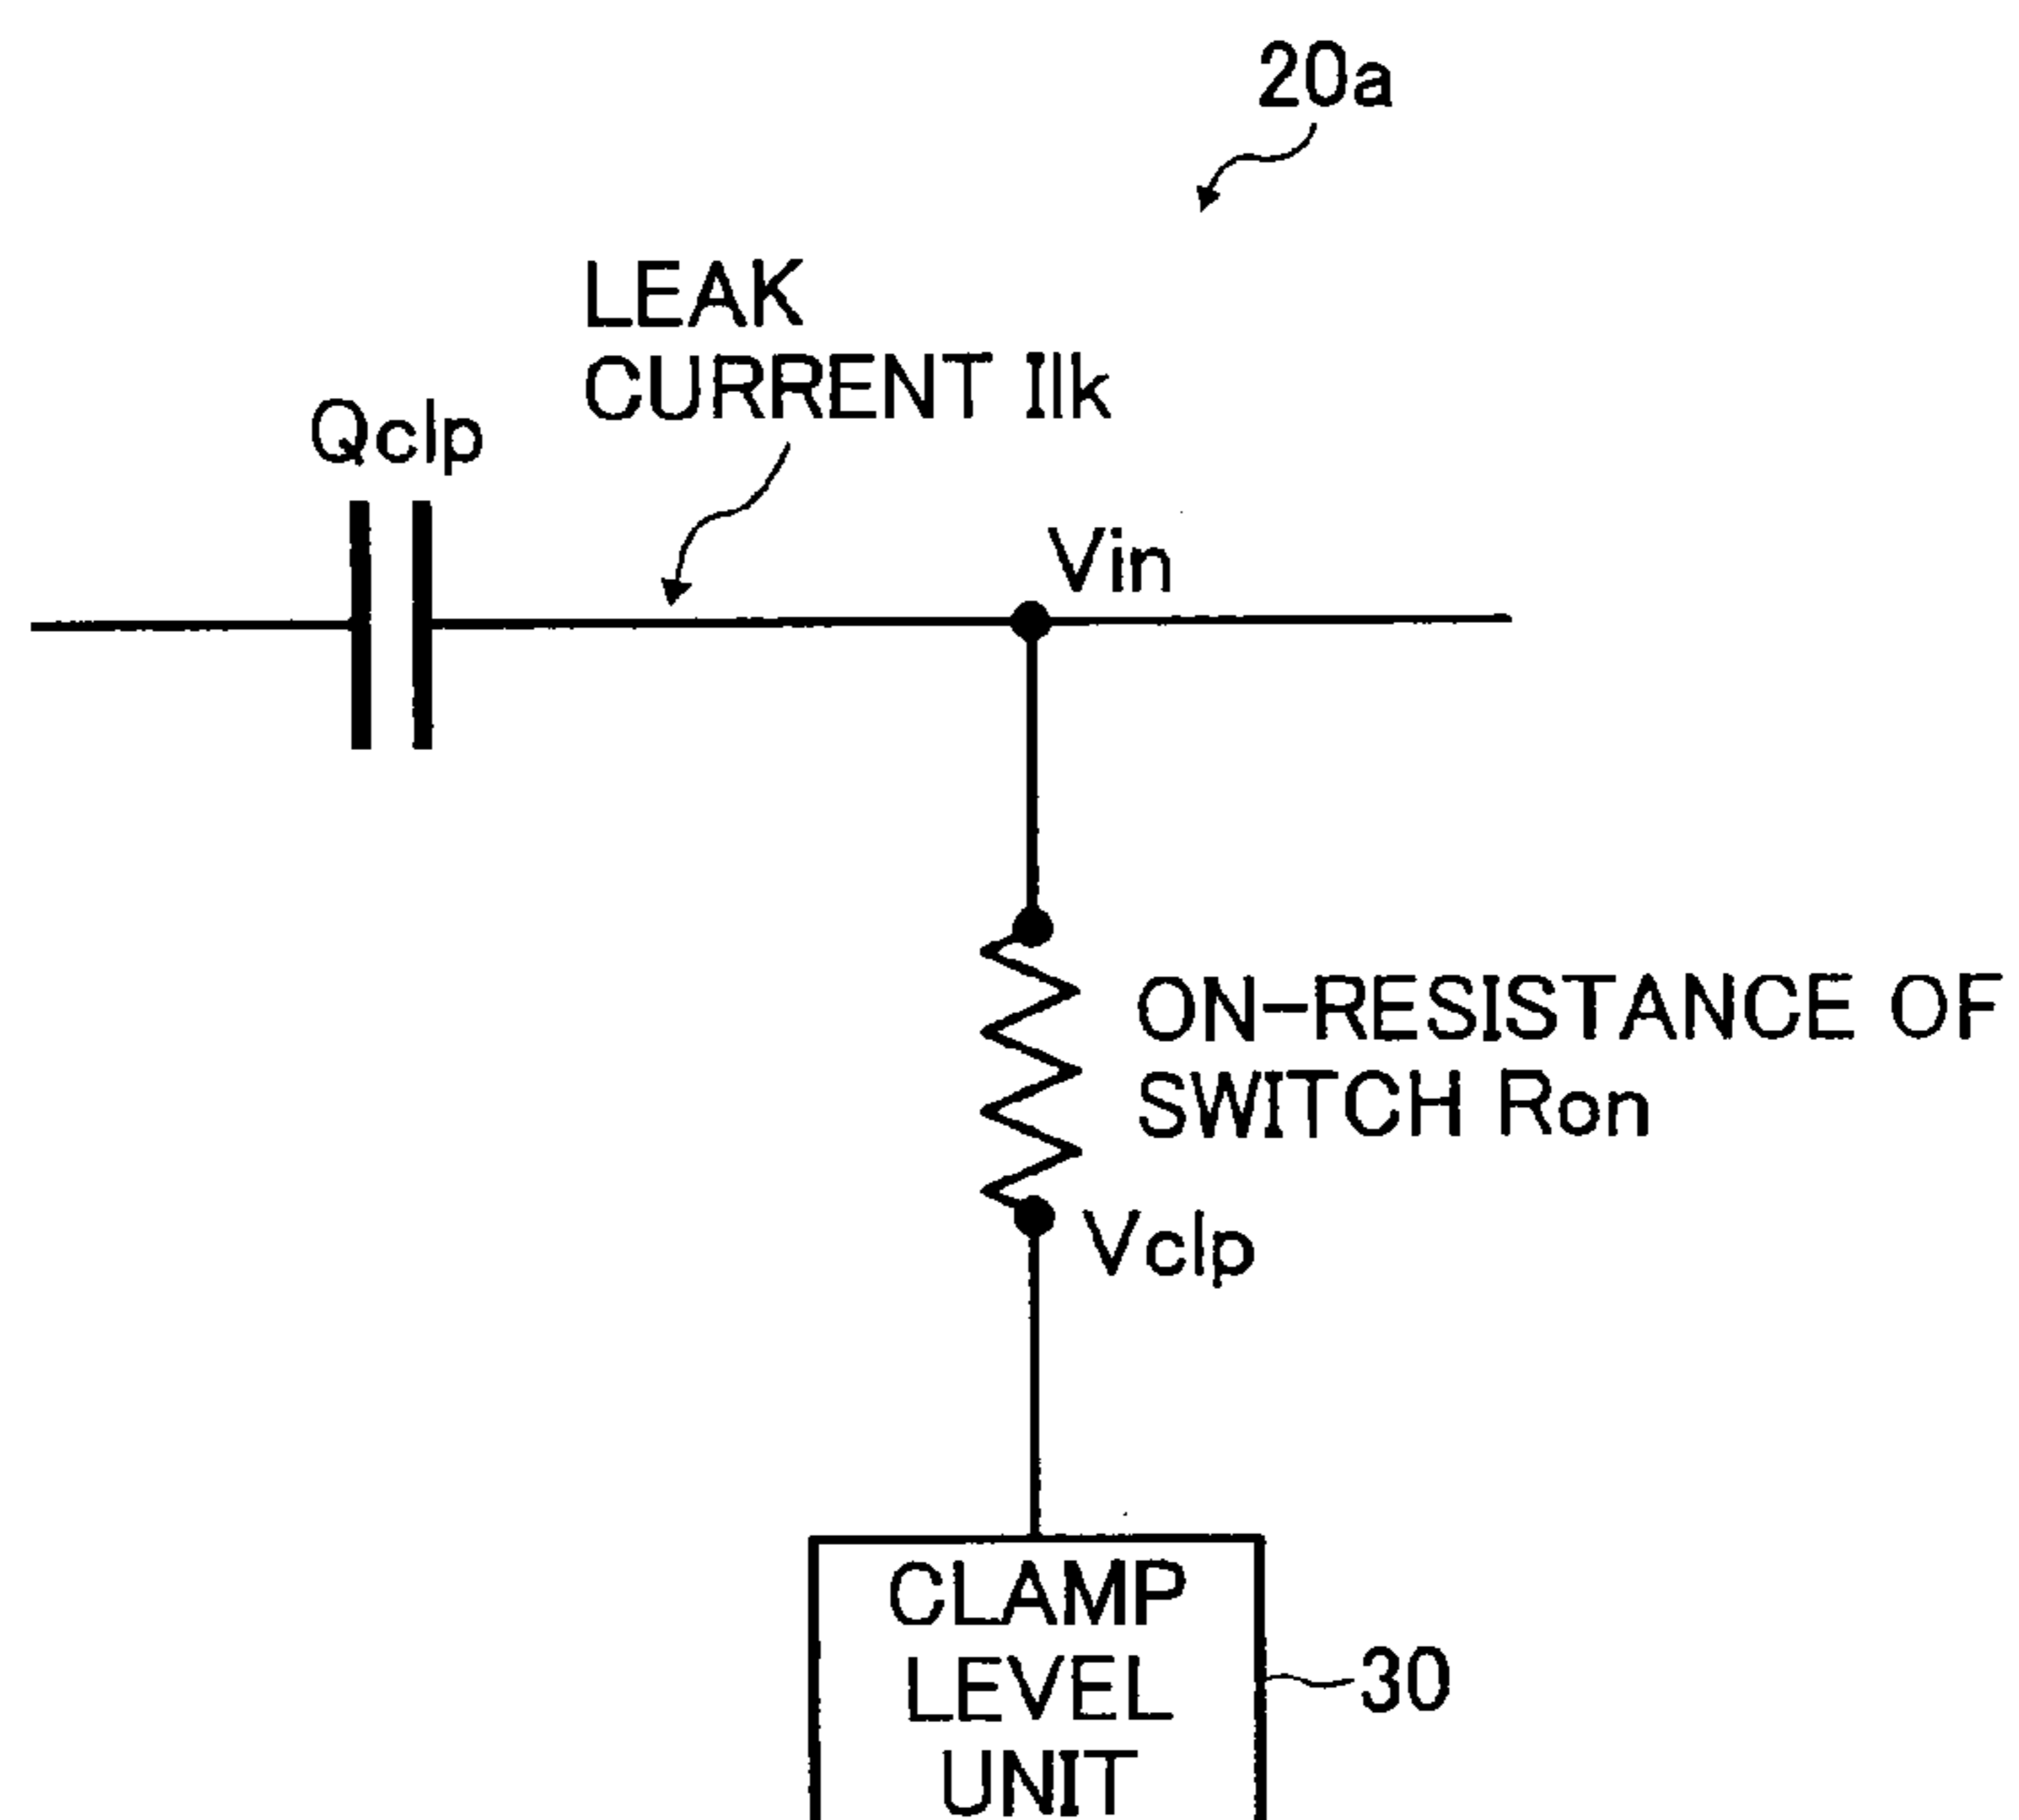 20a
LEAK
CURRENT Ilk
Qclp
Vin
ON-RESISTANCE OF
SWITCH Ron
Vclp
CLAMP
LEVEL
UNIT
30